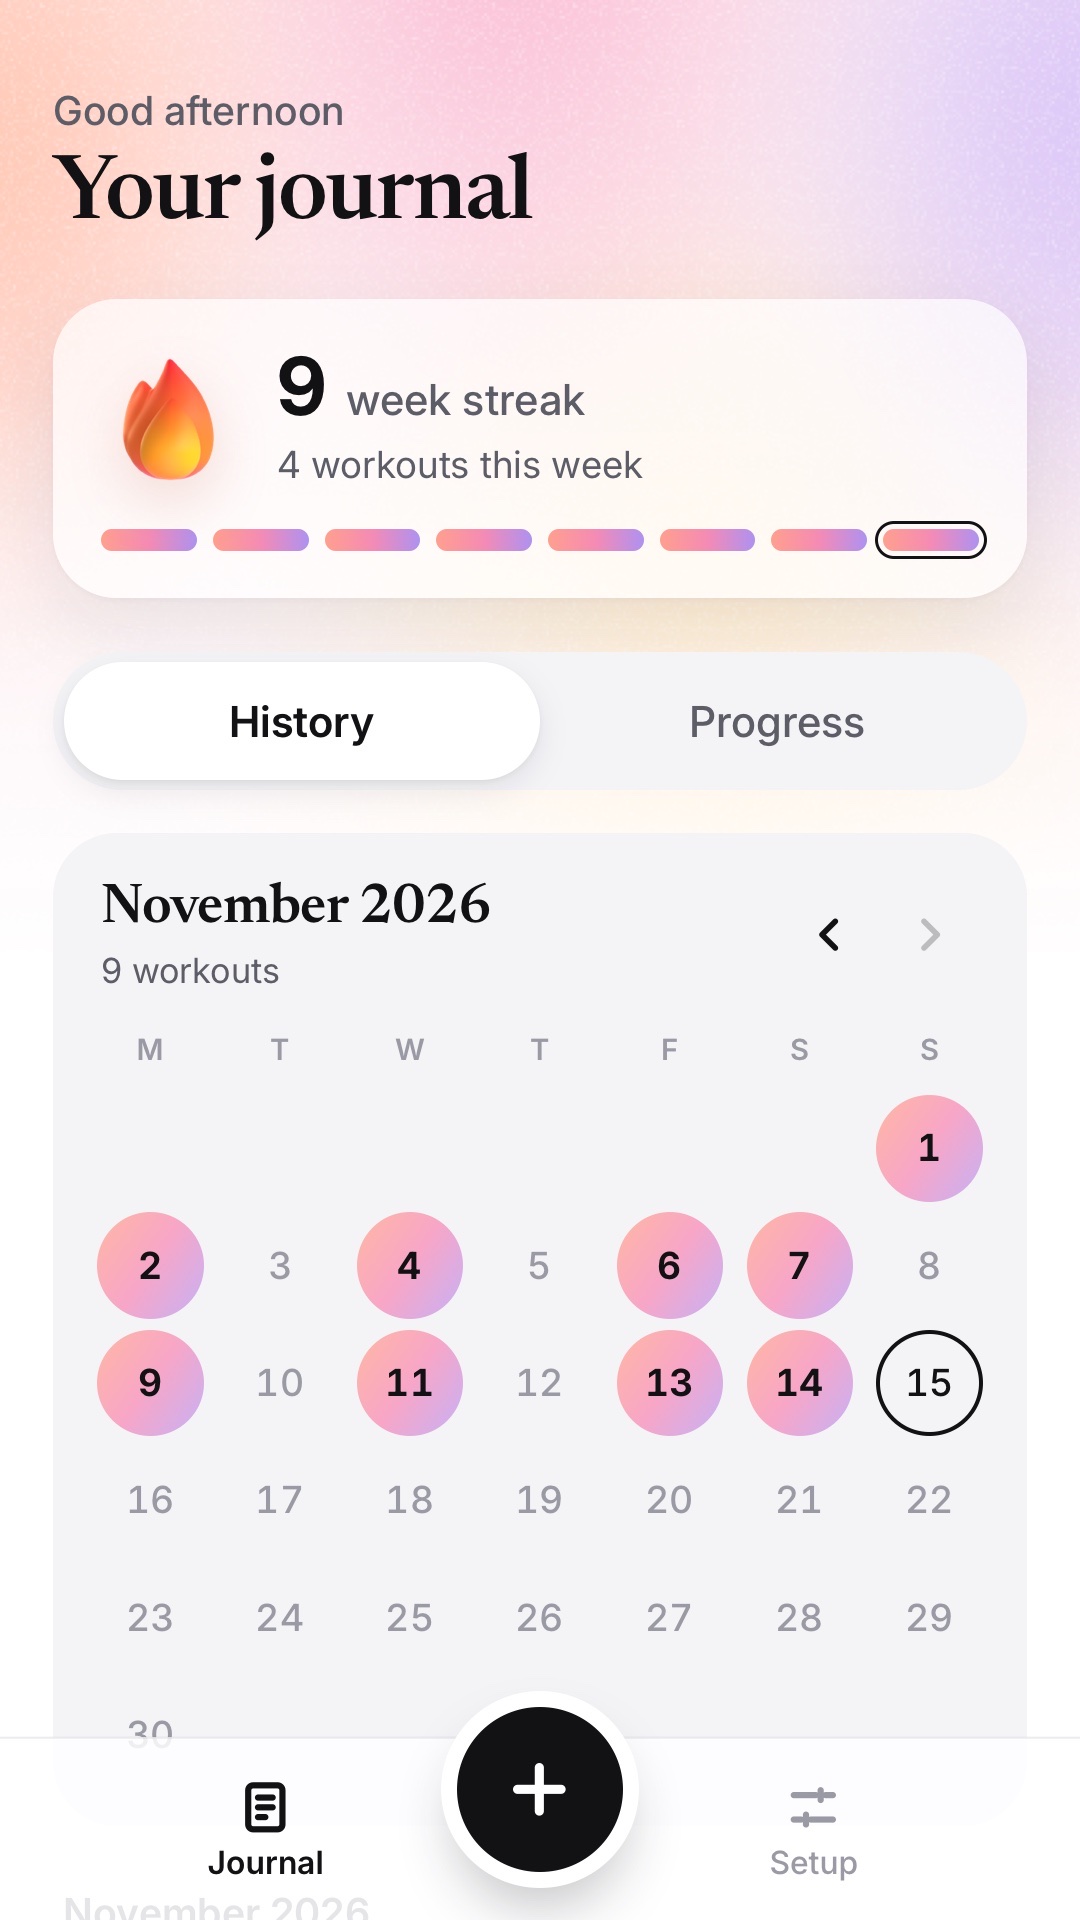 Good afternoon
Your journal
9 week streak
4 workouts this week
History Progress
November 2026
9 workouts
M T W T F S S
1
2 3 4 5 6 7 8
9 10 11 12 13 14 15
16 17 18 19 20 21 22
23 24 25 26 27 28 29
30
Journal Setup
November 2026